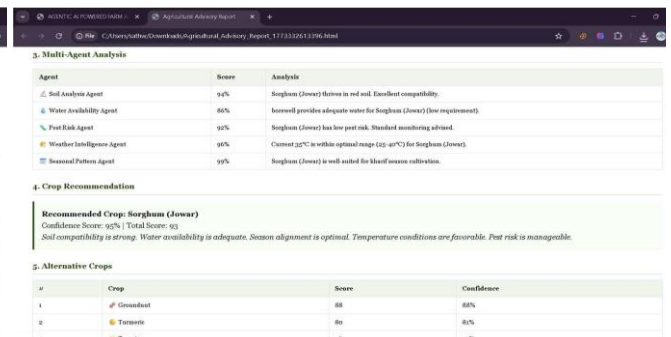 AGENTIC AI POWERED FARM A
Agricultural Advisory Report
File C:/Users/sathw/Downloads/Agricultural_Advisory_Report_1773332613396.html
3. Multi-Agent Analysis
Agent Score Analysis
Soil Analysis Agent 94% Sorghum (Jowar) thrives in red soil. Excellent compatibility.
Water Availability Agent 86% borewell provides adequate water for Sorghum (Jowar) (low requirement).
Pest Risk Agent 92% Sorghum (Jowar) has low pest risk. Standard monitoring advised.
Weather Intelligence Agent 96% Current 35°C is within optimal range (25-40°C) for Sorghum (Jowar).
Seasonal Pattern Agent 99% Sorghum (Jowar) is well-suited for kharif season cultivation.
4. Crop Recommendation
Recommended Crop: Sorghum (Jowar)
Confidence Score: 95% | Total Score: 93
Soil compatibility is strong. Water availability is adequate. Season alignment is optimal. Temperature conditions are favorable. Pest risk is manageable.
5. Alternative Crops
# Crop Score Confidence
1 Groundnut 88 88%
2 Turmeric 80 81%